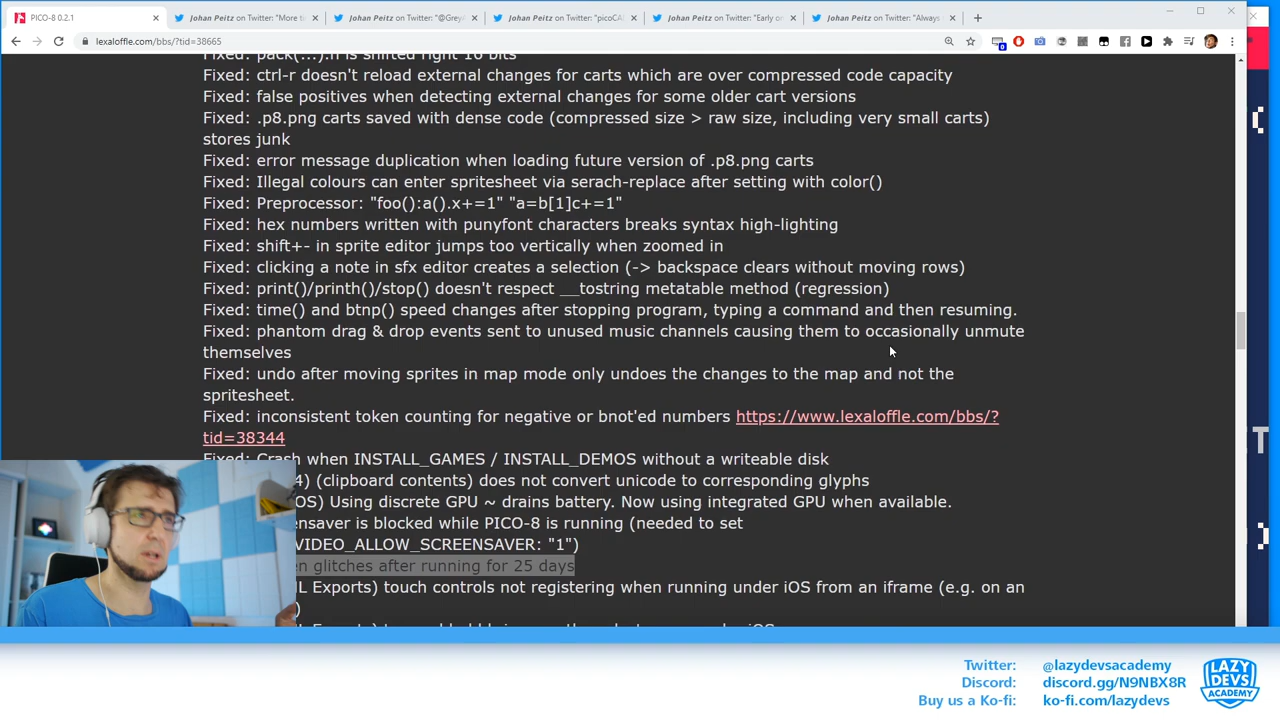 PICO-8 0.2.1
Johan Peitz on Twitter: "More ti
Johan Peitz on Twitter: "@Grey
Johan Peitz on Twitter: "picoCA
Johan Peitz on Twitter: "Early on
Johan Peitz on Twitter: "Always
lexaloffle.com/bbs/?tid=38665
Fixed: pack(...).n is shifted right 16 bits
Fixed: ctrl-r doesn't reload external changes for carts which are over compressed code capacity
Fixed: false positives when detecting external changes for some older cart versions
Fixed: .p8.png carts saved with dense code (compressed size > raw size, including very small carts)
stores junk
Fixed: error message duplication when loading future version of .p8.png carts
Fixed: Illegal colours can enter spritesheet via serach-replace after setting with color()
Fixed: Preprocessor: "foo():a().x+=1" "a=b[1]c+=1"
Fixed: hex numbers written with punyfont characters breaks syntax high-lighting
Fixed: shift+- in sprite editor jumps too vertically when zoomed in
Fixed: clicking a note in sfx editor creates a selection (-> backspace clears without moving rows)
Fixed: print()/printh()/stop() doesn't respect __tostring metatable method (regression)
Fixed: time() and btnp() speed changes after stopping program, typing a command and then resuming.
Fixed: phantom drag & drop events sent to unused music channels causing them to occasionally unmute
themselves
Fixed: undo after moving sprites in map mode only undoes the changes to the map and not the
spritesheet.
Fixed: inconsistent token counting for negative or bnot'ed numbers https://www.lexaloffle.com/bbs/?
tid=38344
Fixed: Crash when INSTALL_GAMES / INSTALL_DEMOS without a writeable disk
4) (clipboard contents) does not convert unicode to corresponding glyphs
OS) Using discrete GPU ~ drains battery. Now using integrated GPU when available.
ensaver is blocked while PICO-8 is running (needed to set
VIDEO_ALLOW_SCREENSAVER: "1")
en glitches after running for 25 days
L Exports) touch controls not registering when running under iOS from an iframe (e.g. on an
)
Twitter: @lazydevsacademy
Discord: discord.gg/N9NBX8R
Buy us a Ko-fi: ko-fi.com/lazydevs
LAZY
DEVS
ACADEMY